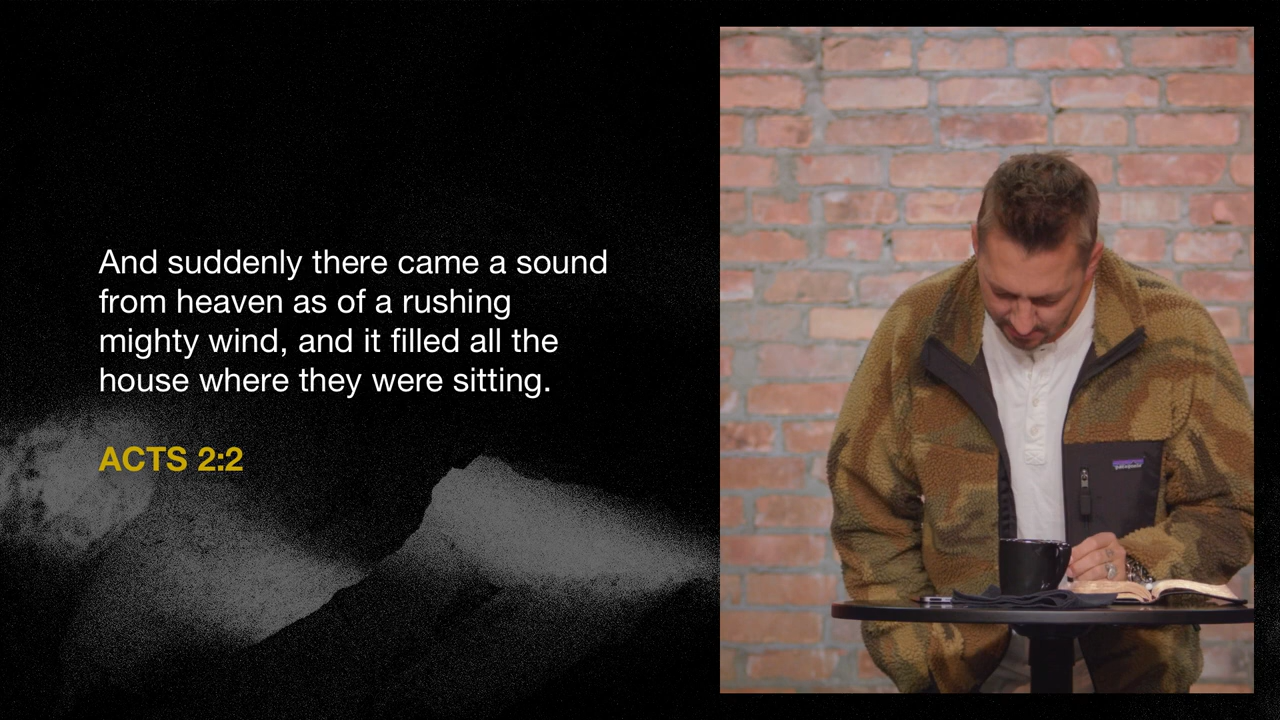 And suddenly there came a sound
from heaven as of a rushing
mighty wind, and it filled all the
house where they were sitting.
ACTS 2:2
patagonia